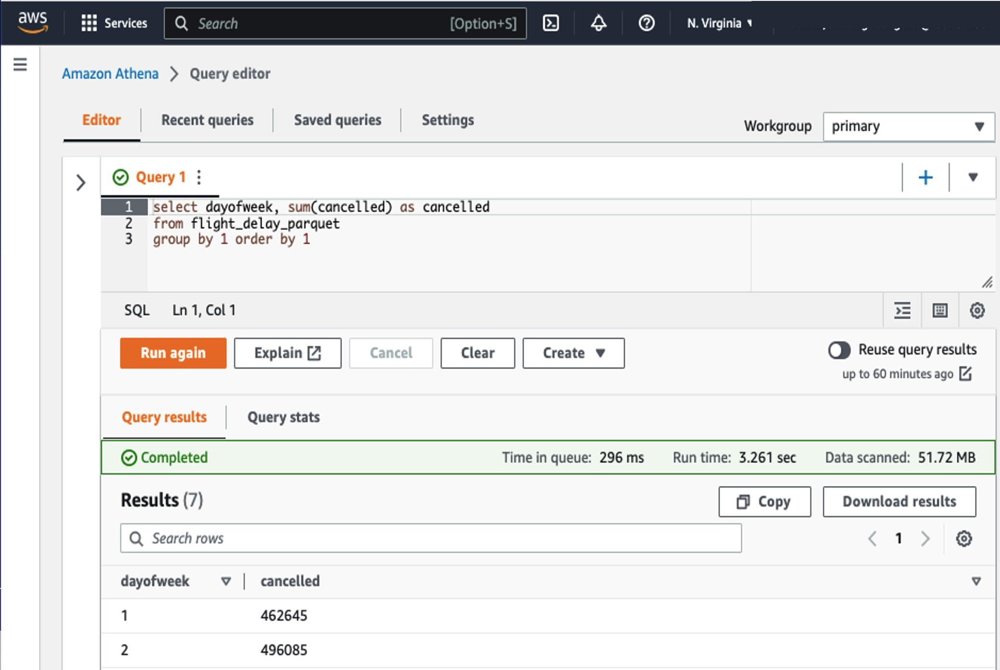 aws Services Search [Option+S] N. Virginia
Amazon Athena Query editor
Editor Recent queries Saved queries Settings
Workgroup primary
Query 1
1 select dayofweek, sum(cancelled) as cancelled
2 from flight_delay_parquet
3 group by 1 order by 1
SQL Ln 1, Col 1
Run again Explain Cancel Clear Create Reuse query results
up to 60 minutes ago
Query results Query stats
Completed Time in queue: 296 ms Run time: 3.261 sec Data scanned: 51.72 MB
Results (7) Copy Download results
Search rows 1
dayofweek cancelled
1 462645
2 496085